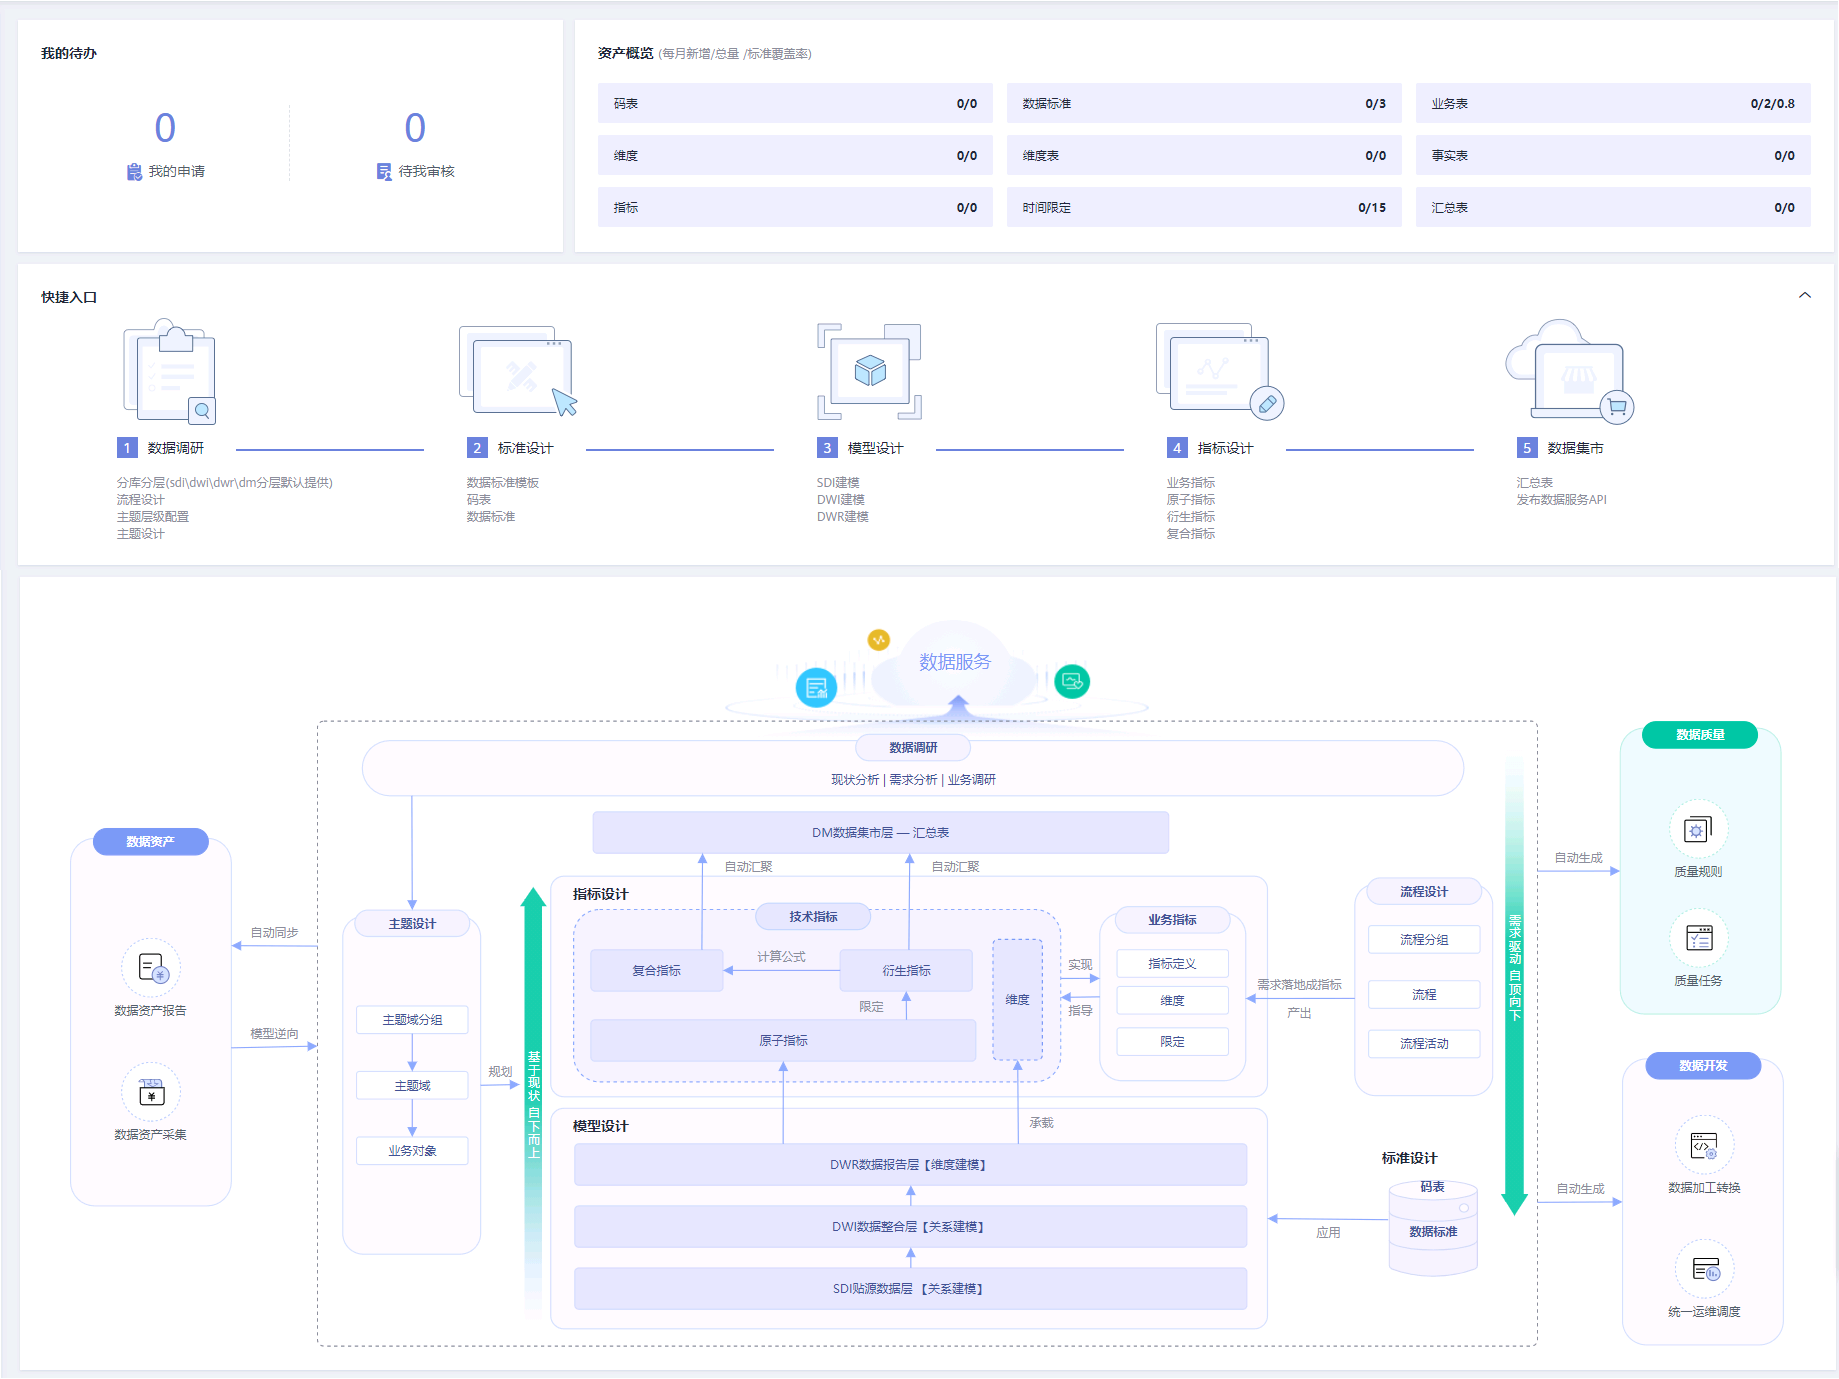 我的待办
0
我的申请
0
待我审核
资产概览 (每月新增/总量 /标准覆盖率)
码表 0/0
数据标准 0/3
业务表 0/2/0.8
维度 0/0
维度表 0/0
事实表 0/0
指标 0/0
时间限定 0/15
汇总表 0/0
快捷入口
1 数据调研
分库分层(sdi\dwi\dwr\dm分层默认提供)
流程设计
主题层级配置
主题设计
2 标准设计
数据标准模板
码表
数据标准
3 模型设计
SDI建模
DWI建模
DWR建模
4 指标设计
业务指标
原子指标
衍生指标
复合指标
5 数据集市
汇总表
发布数据服务API
数据服务
数据调研
现状分析 | 需求分析 | 业务调研
DM数据集市层 — 汇总表
自动汇聚
自动汇聚
数据资产
数据资产报告
数据资产采集
自动同步
模型逆向
主题设计
主题域分组
主题域
业务对象
规划
基于现状 自下而上
指标设计
技术指标
复合指标
计算公式
衍生指标
限定
原子指标
维度
实现
指导
业务指标
指标定义
维度
限定
需求落地成指标
产出
流程设计
流程分组
流程
流程活动
需求驱动 自顶向下
模型设计
承载
DWR数据报告层【维度建模】
DWI数据整合层【关系建模】
SDI贴源数据层 【关系建模】
应用
标准设计
码表
数据标准
自动生成
自动生成
数据质量
质量规则
质量任务
数据开发
数据加工转换
统一运维调度